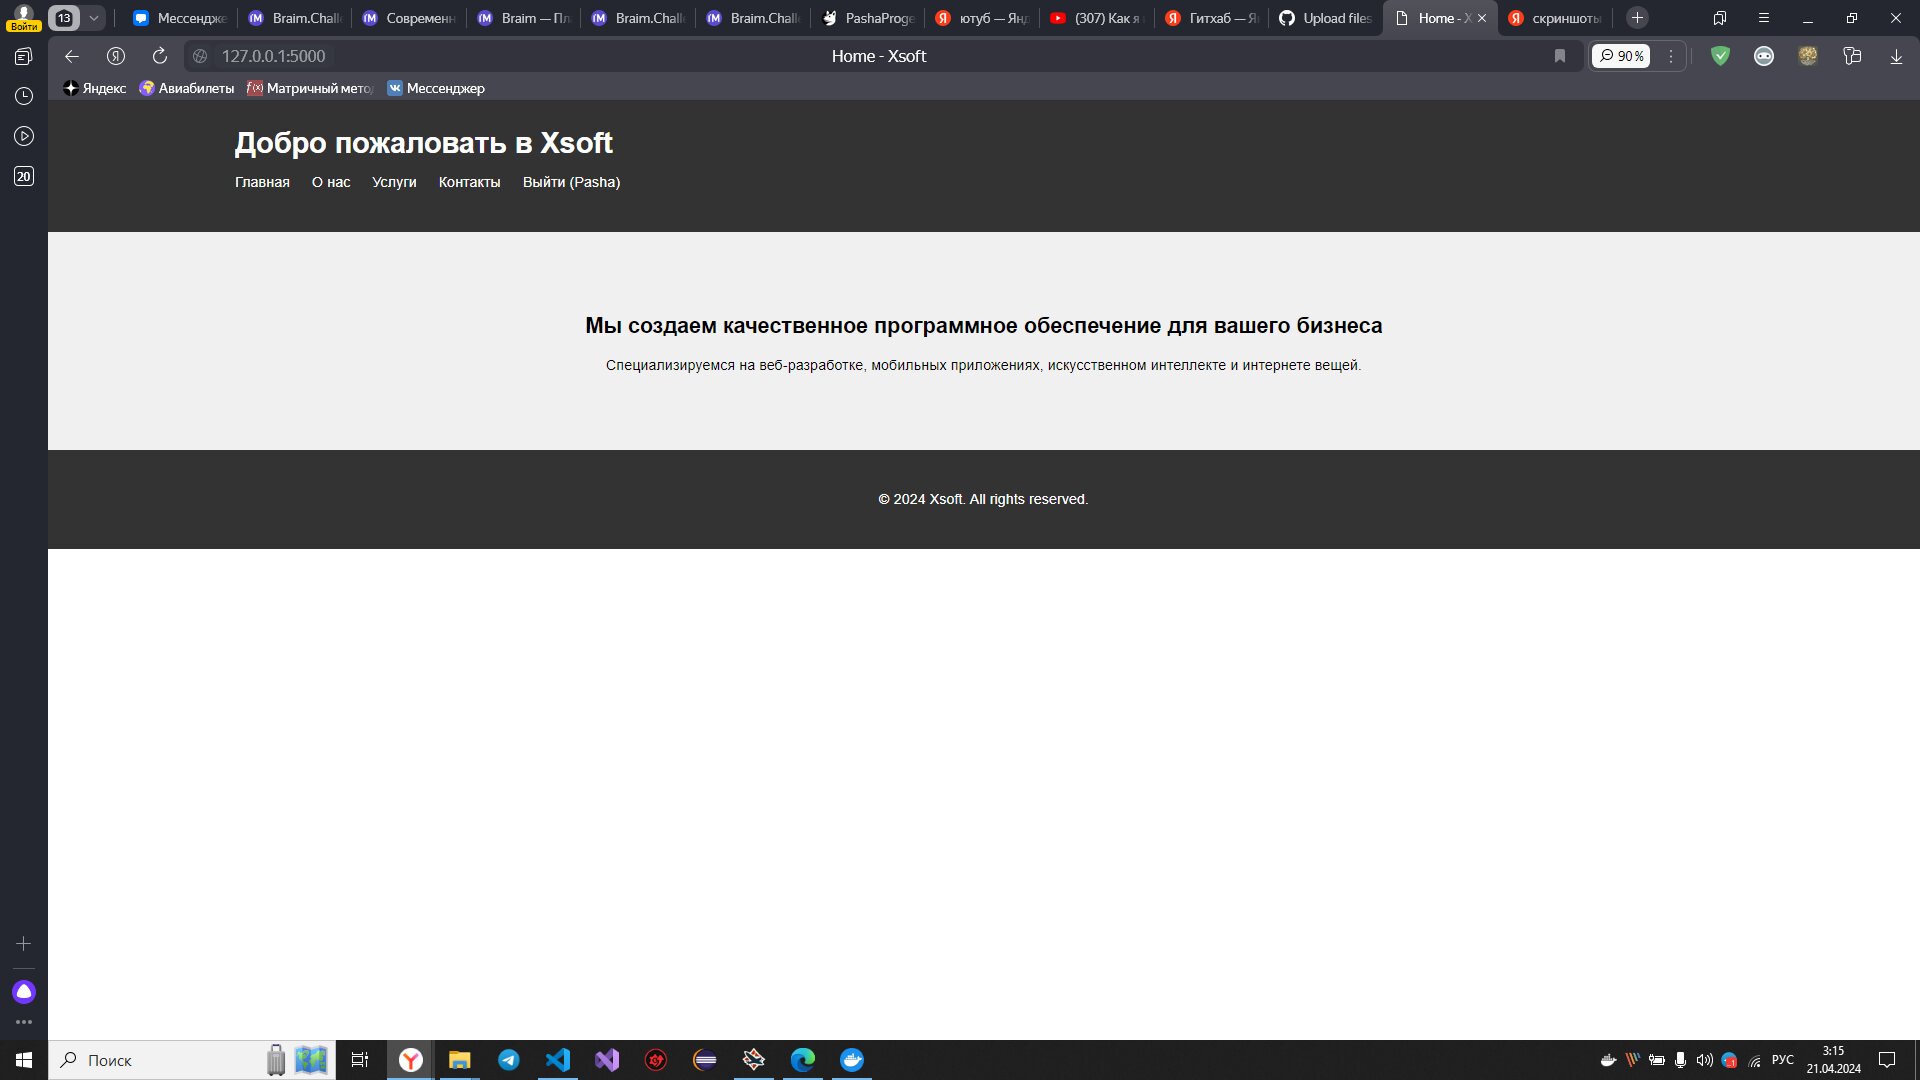 Войти
13
Мессендже
Braim.Chall
Современн
Braim — Пл
Braim.Chall
Braim.Chall
PashaProge
ютуб — Янд
(307) Как я
Гитхаб — Я
Upload files
Home - X
скриншоты
127.0.0.1:5000
Home - Xsoft
90%
Яндекс
Авиабилеты
Матричный мето
Мессенджер
20
Добро пожаловать в Xsoft
Главная О нас Услуги Контакты Выйти (Pasha)
Мы создаем качественное программное обеспечение для вашего бизнеса
Специализируемся на веб-разработке, мобильных приложениях, искусственном интеллекте и интернете вещей.
© 2024 Xsoft. All rights reserved.
Поиск
РУС
3:15
21.04.2024